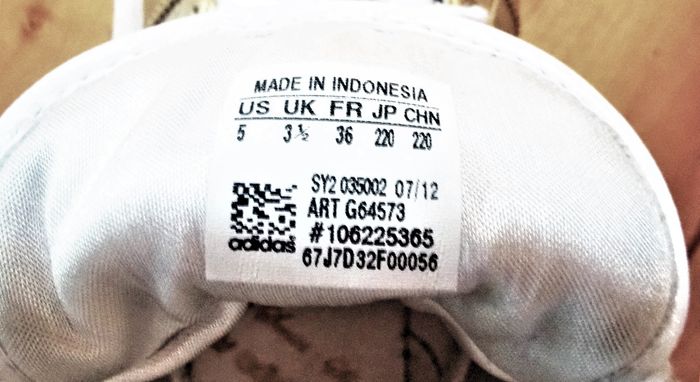 MADE IN INDONESIA
US UK FR JP CHN
5 3½ 36 220 220
SY2 035002 07/12
ART G64573
#106225365
adidas
67J7D32F00056